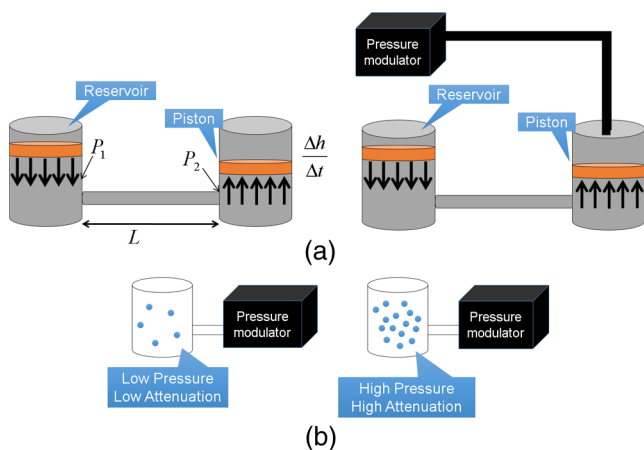 Reservoir
Piston
P1
P2
Δh
Δt
L
Pressure
modulator
Reservoir
Piston
(a)
Low Pressure
Low Attenuation
Pressure
modulator
High Pressure
High Attenuation
Pressure
modulator
(b)